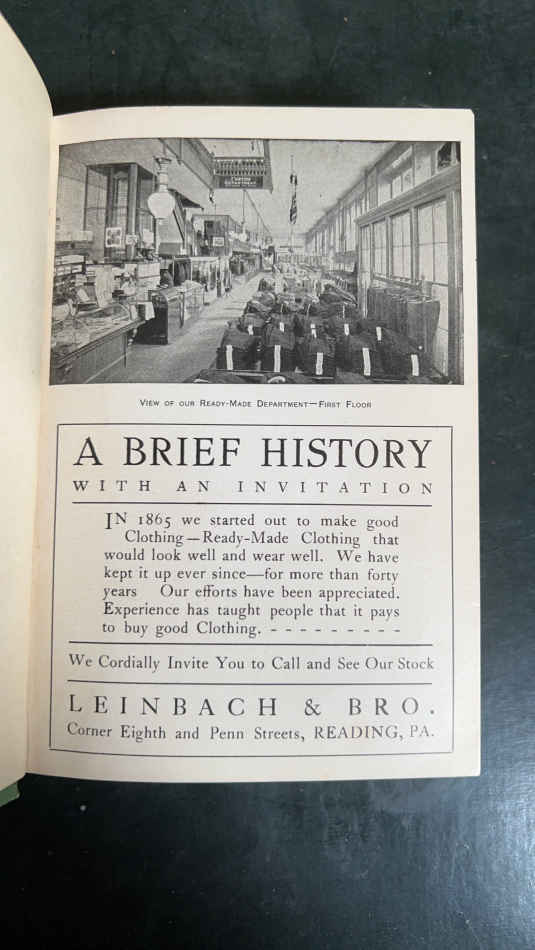 CUSTOM
DEPARTMENT
VIEW OF OUR READY-MADE DEPARTMENT—FIRST FLOOR
A BRIEF HISTORY
WITH AN INVITATION
IN 1865 we started out to make good
Clothing—Ready-Made Clothing that
would look well and wear well. We have
kept it up ever since—for more than forty
years Our efforts have been appreciated.
Experience has taught people that it pays
to buy good Clothing. - - - - - - - - -
We Cordially Invite You to Call and See Our Stock
LEINBACH & BRO.
Corner Eighth and Penn Streets, READING, PA.